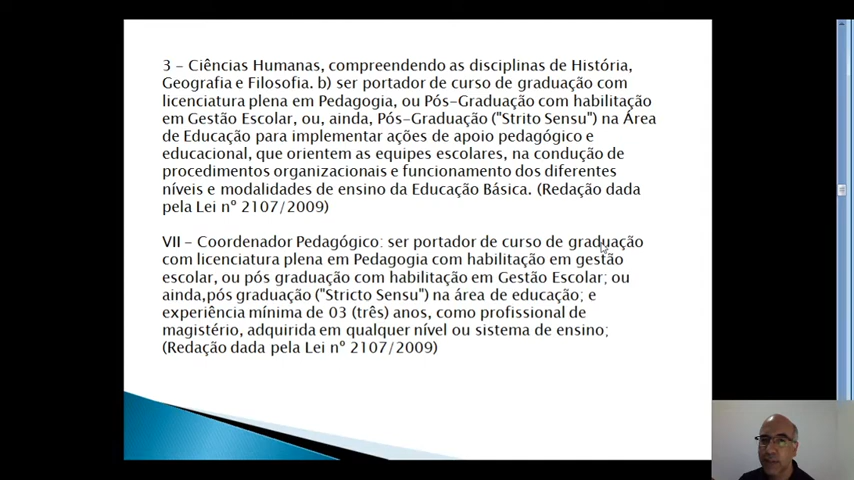 3 – Ciências Humanas, compreendendo as disciplinas de História,
Geografia e Filosofia. b) ser portador de curso de graduação com
licenciatura plena em Pedagogia, ou Pós-Graduação com habilitação
em Gestão Escolar, ou, ainda, Pós-Graduação ("Strito Sensu") na Área
de Educação para implementar ações de apoio pedagógico e
educacional, que orientem as equipes escolares, na condução de
procedimentos organizacionais e funcionamento dos diferentes
níveis e modalidades de ensino da Educação Básica. (Redação dada
pela Lei nº 2107/2009)
VII – Coordenador Pedagógico: ser portador de curso de graduação
com licenciatura plena em Pedagogia com habilitação em gestão
escolar, ou pós graduação com habilitação em Gestão Escolar; ou
ainda,pós graduação ("Stricto Sensu") na área de educação; e
experiência mínima de 03 (três) anos, como profissional de
magistério, adquirida em qualquer nível ou sistema de ensino;
(Redação dada pela Lei nº 2107/2009)